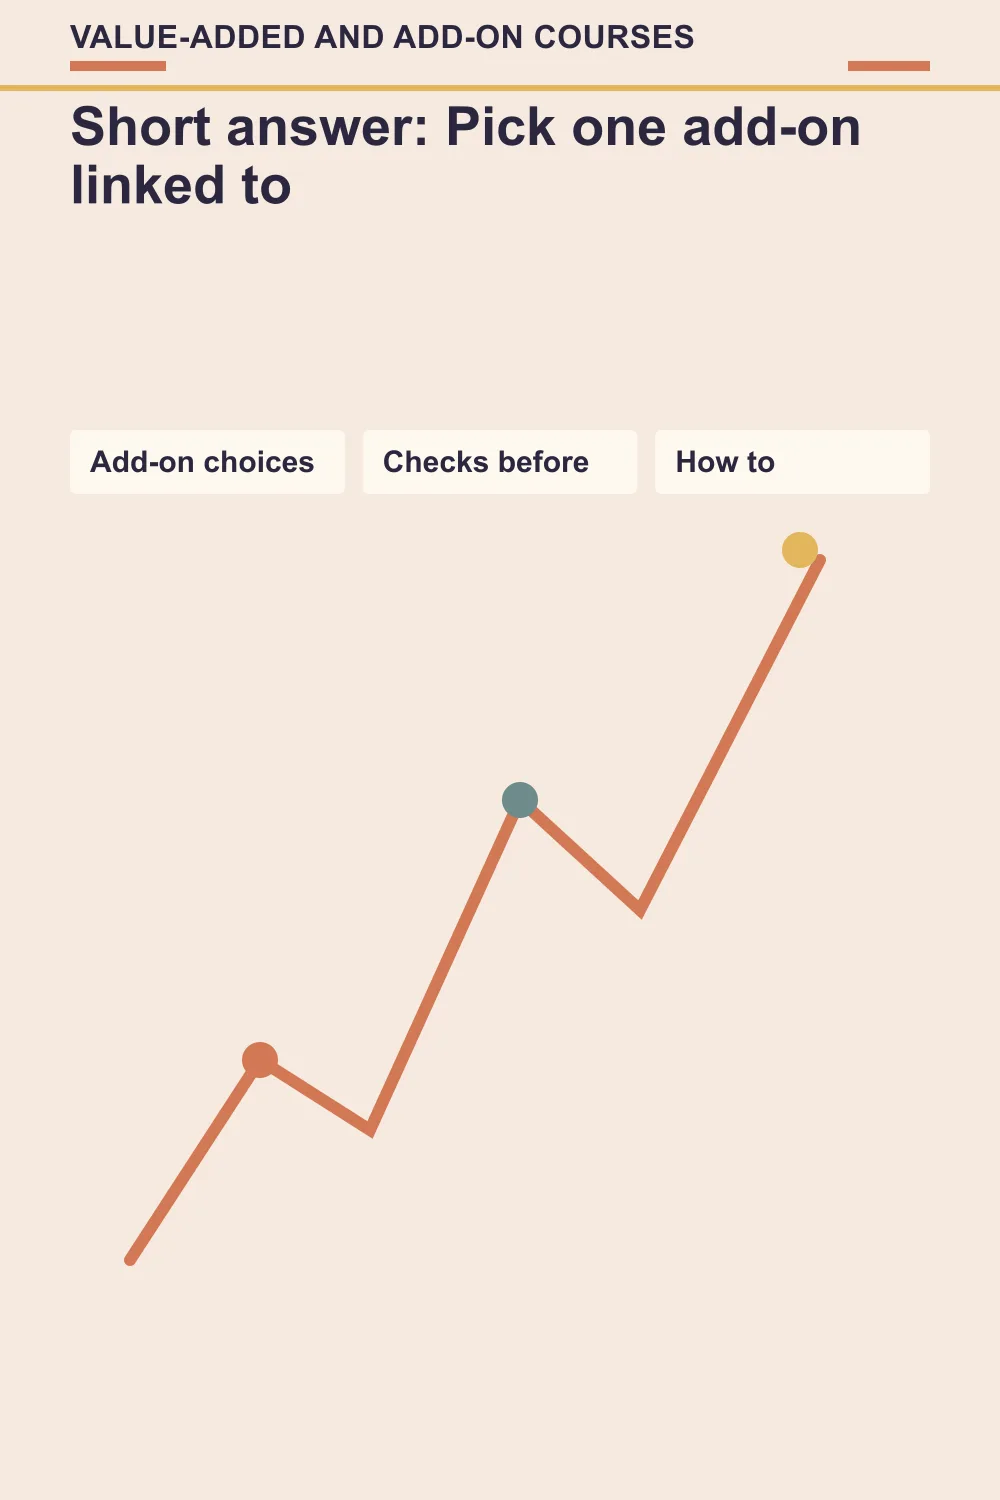 VALUE-ADDED AND ADD-ON COURSES
Short answer: Pick one add-on
linked to
Add-on choices
Checks before
How to